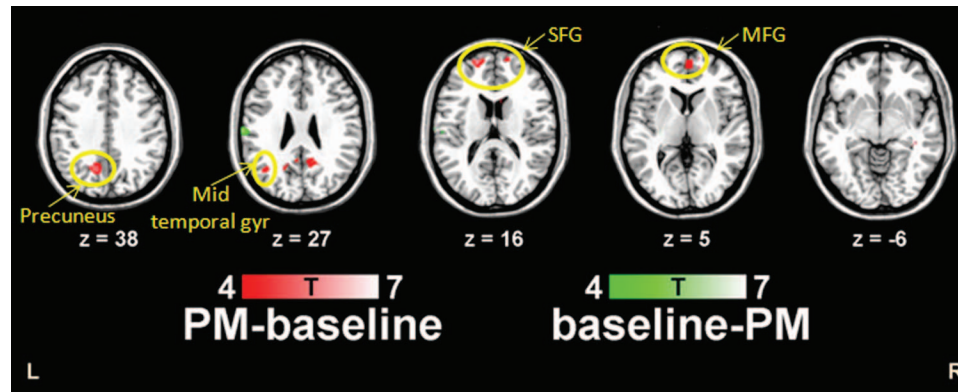 SFG
MFG
Precuneus
Mid
temporal gyr
z = 38
z = 27
z = 16
z = 5
z = -6
4 T 7
4 T 7
PM-baseline
baseline-PM
L
R